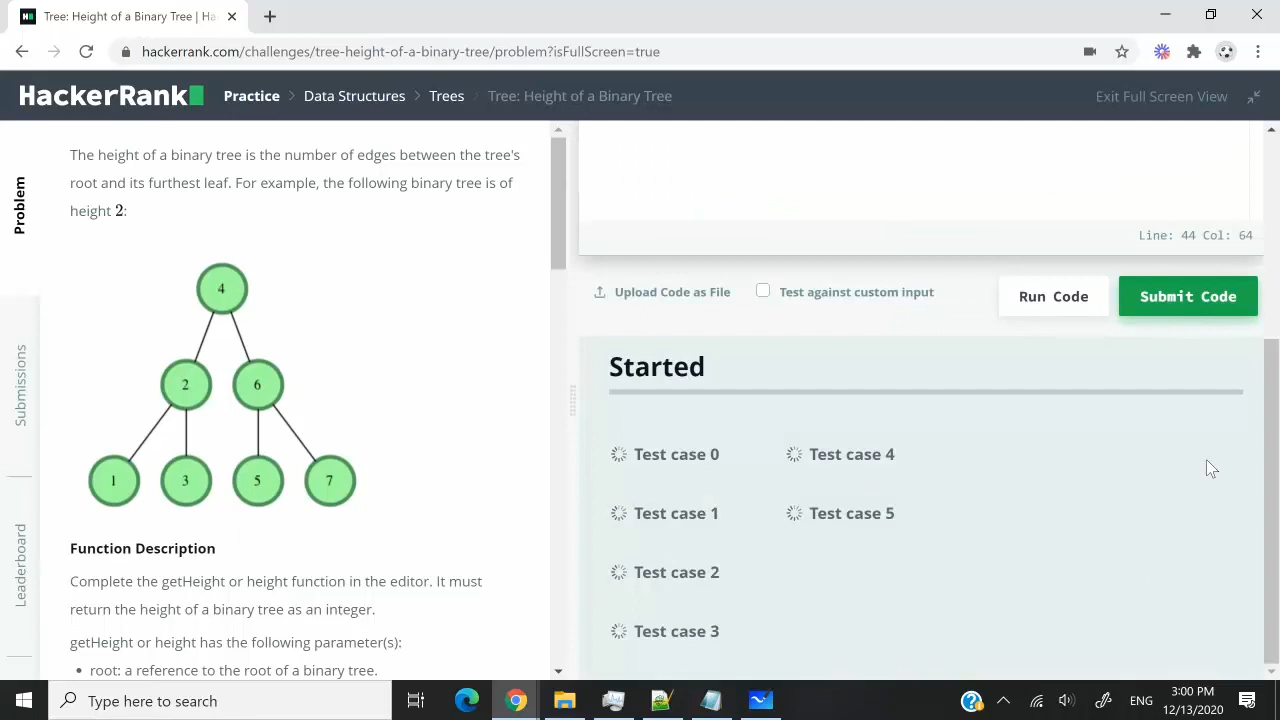 Tree: Height of a Binary Tree | Ha
hackerrank.com/challenges/tree-height-of-a-binary-tree/problem?isFullScreen=true
HackerRank
Practice > Data Structures > Trees > Tree: Height of a Binary Tree
Exit Full Screen View
Problem
Submissions
Leaderboard
The height of a binary tree is the number of edges between the tree's
root and its furthest leaf. For example, the following binary tree is of
height 2:
4
2 6
1 3 5 7
Function Description
Complete the getHeight or height function in the editor. It must
return the height of a binary tree as an integer.
getHeight or height has the following parameter(s):
• root: a reference to the root of a binary tree.
Line: 44 Col: 64
Upload Code as File
Test against custom input
Run Code
Submit Code
Started
Test case 0
Test case 4
Test case 1
Test case 5
Test case 2
Test case 3
Type here to search
ENG
3:00 PM
12/13/2020